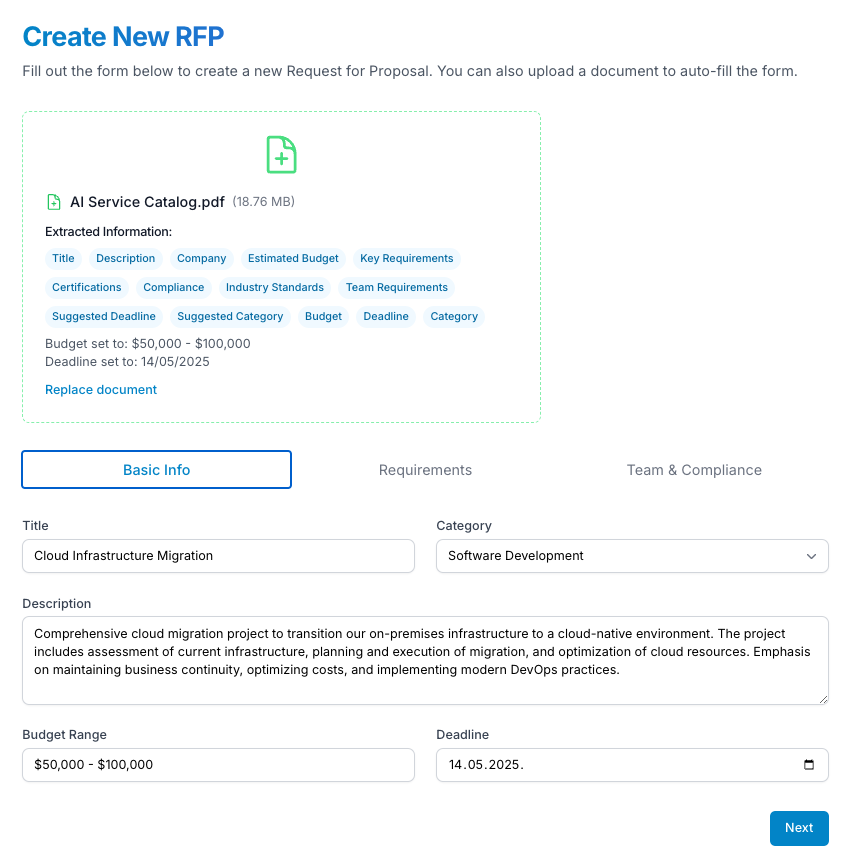 Create New RFP
Fill out the form below to create a new Request for Proposal. You can also upload a document to auto-fill the form.
AI Service Catalog.pdf (18.76 MB)
Extracted Information:
Title Description Company Estimated Budget Key Requirements
Certifications Compliance Industry Standards Team Requirements
Suggested Deadline Suggested Category Budget Deadline Category
Budget set to: $50,000 - $100,000
Deadline set to: 14/05/2025
Replace document
Basic Info Requirements Team & Compliance
Title Category
Cloud Infrastructure Migration Software Development
Description
Comprehensive cloud migration project to transition our on-premises infrastructure to a cloud-native environment. The project
includes assessment of current infrastructure, planning and execution of migration, and optimization of cloud resources. Emphasis
on maintaining business continuity, optimizing costs, and implementing modern DevOps practices.
Budget Range Deadline
$50,000 - $100,000 14.05.2025.
Next